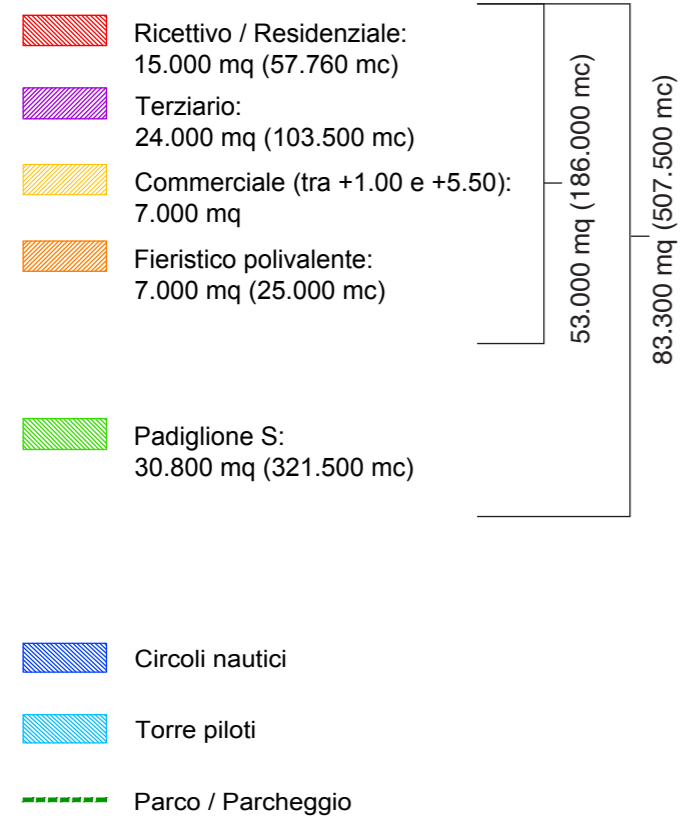 Ricettivo / Residenziale:
15.000 mq (57.760 mc)
Terziario:
24.000 mq (103.500 mc)
Commerciale (tra +1.00 e +5.50):
7.000 mq
Fieristico polivalente:
7.000 mq (25.000 mc)
53.000 mq (186.000 mc)
Padiglione S:
30.800 mq (321.500 mc)
83.300 mq (507.500 mc)
Circoli nautici
Torre piloti
Parco / Parcheggio